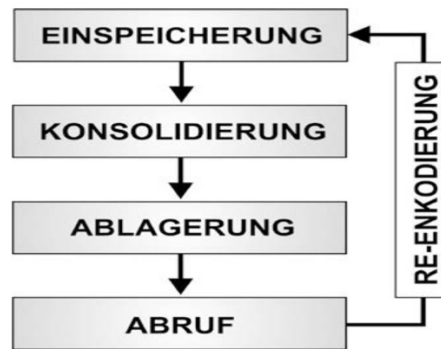 EINSPEICHERUNG
KONSOLIDIERUNG
ABLAGERUNG
ABRUF
RE-ENKODIERUNG